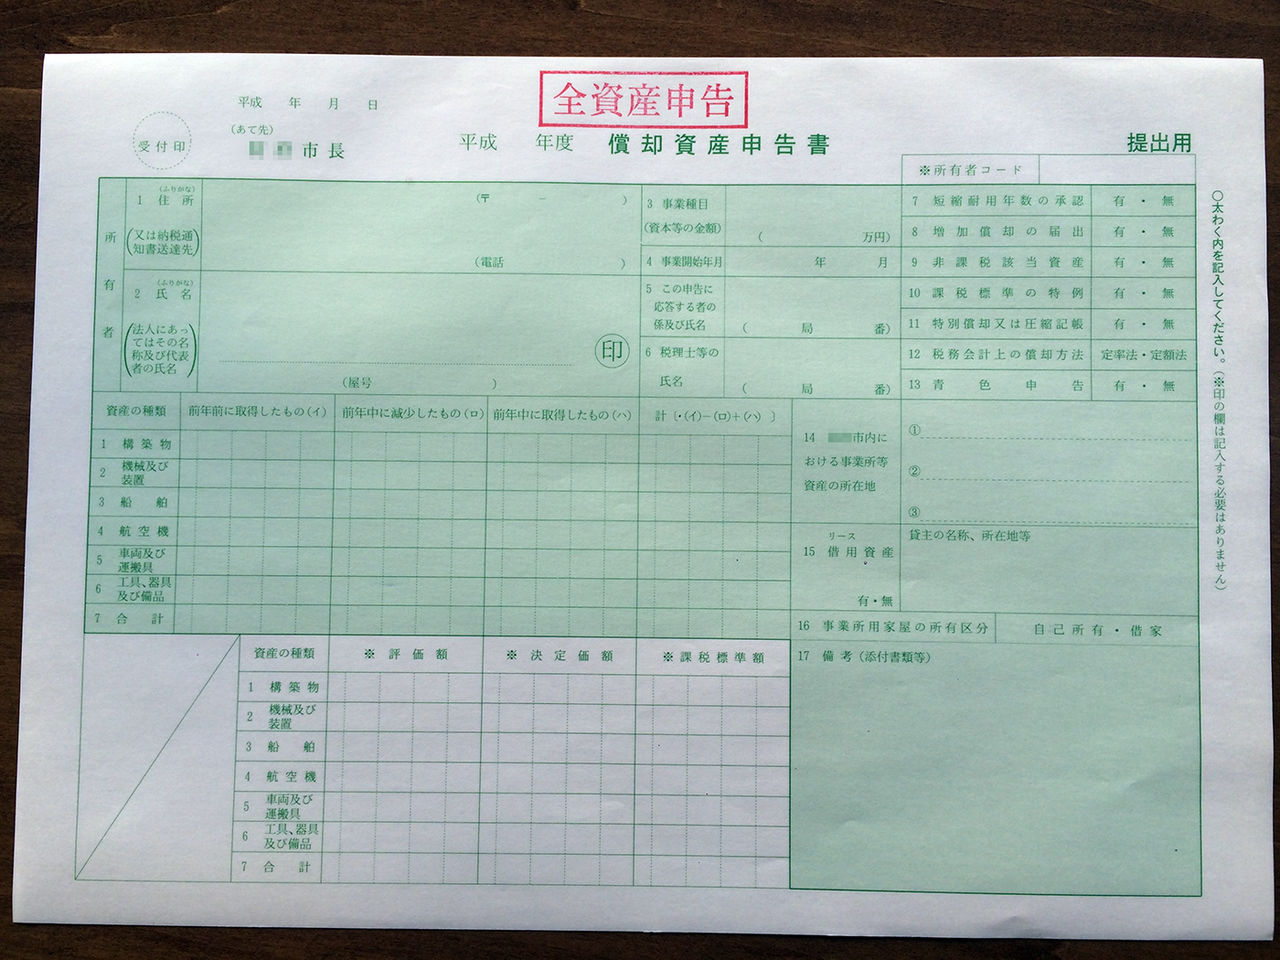 全資産申告
平成 年 月 日
受付印
(あて先)
市長
平成 年度 償却資産申告書
提出用
※所有者コード
所有者
(ふりがな)
1 住所
(又は納税通知書送達先)
(〒 － )
(電話 )
(ふりがな)
2 氏名
(法人にあってはその名称及び代表者の氏名)
印
(屋号 )
3 事業種目
(資本等の金額)
( 万円)
4 事業開始年月
年 月
5 この申告に
応答する者の
係及び氏名
( 局 番)
6 税理士等の
氏名
( 局 番)
7 短縮耐用年数の承認 有・無
8 増加償却の届出 有・無
9 非課税該当資産 有・無
10 課税標準の特例 有・無
11 特別償却又は圧縮記帳 有・無
12 税務会計上の償却方法 定率法・定額法
13 青色申告 有・無
資産の種類 前年前に取得したもの(イ) 前年中に減少したもの(ロ) 前年中に取得したもの(ハ) 計〔・(イ)−(ロ)+(ハ) 〕
1 構築物
2 機械及び装置
3 船舶
4 航空機
5 車両及び運搬具
6 工具、器具及び備品
7 合計
14 市内に
おける事業所等
資産の所在地
①
②
③
リース
15 借用資産
有・無
貸主の名称、所在地等
16 事業所用家屋の所有区分 自己所有・借家
17 備考(添付書類等)
資産の種類 ※評価額 ※決定価額 ※課税標準額
1 構築物
2 機械及び装置
3 船舶
4 航空機
5 車両及び運搬具
6 工具、器具及び備品
7 合計
○太わく内を記入してください。(※印の欄は記入する必要はありません)